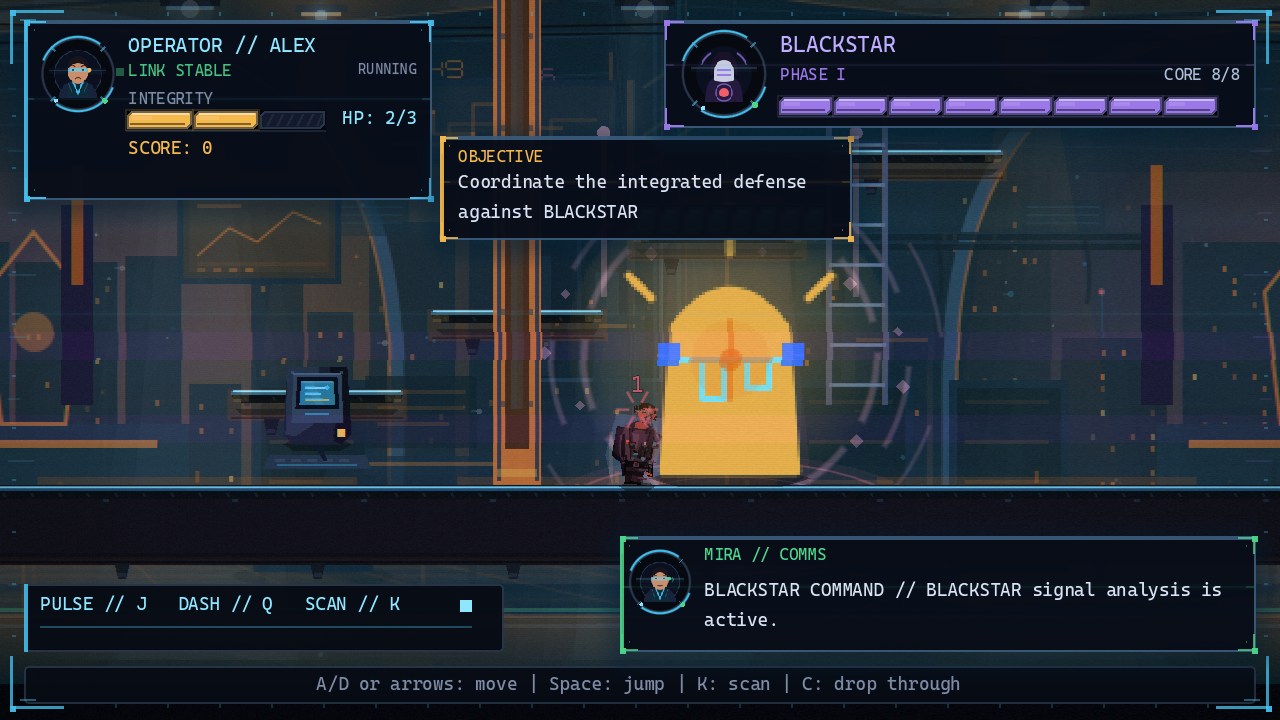 OPERATOR // ALEX
LINK STABLE
RUNNING
INTEGRITY
HP: 2/3
SCORE: 0
BLACKSTAR
PHASE I
CORE 8/8
OBJECTIVE
Coordinate the integrated defense
against BLACKSTAR
1
MIRA // COMMS
BLACKSTAR COMMAND // BLACKSTAR signal analysis is
active.
PULSE // J DASH // Q SCAN // K
A/D or arrows: move | Space: jump | K: scan | C: drop through